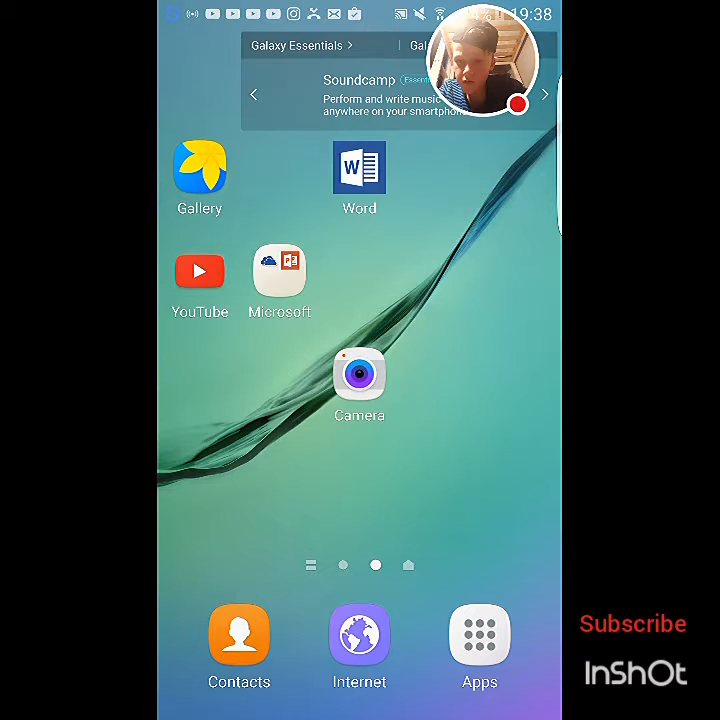 19:38
Galaxy Essentials >
Soundcamp
Perform and write music
anywhere on your smartphone
W
Gallery
Word
P
YouTube
Microsoft
Camera
Contacts
Internet
Apps
Subscribe
InShOt